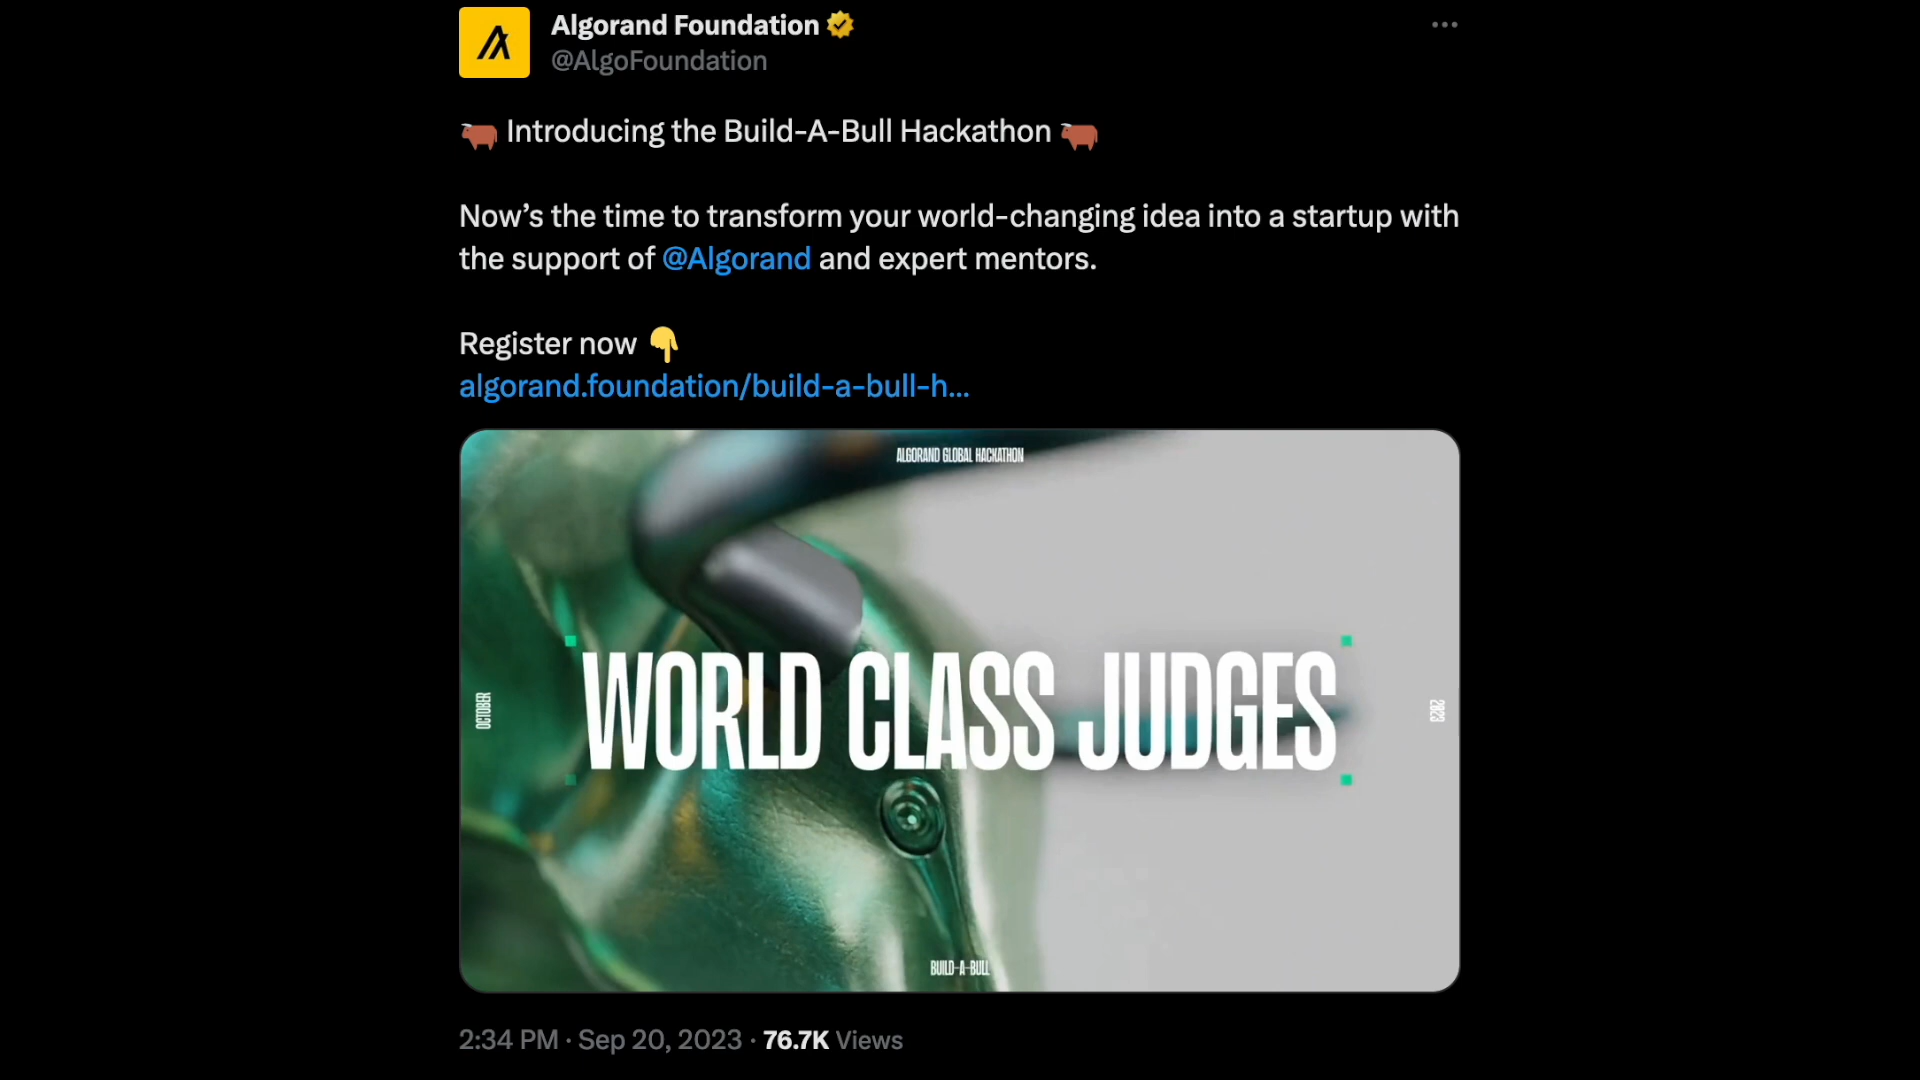 Algorand Foundation
@AlgoFoundation
🐂 Introducing the Build-A-Bull Hackathon 🐂
Now’s the time to transform your world-changing idea into a startup with
the support of @Algorand and expert mentors.
Register now 👇
algorand.foundation/build-a-bull-h...
ALGORAND GLOBAL HACKATHON
OCTOBER
WORLD CLASS JUDGES
2023
BUILD-A-BULL
2:34 PM · Sep 20, 2023 · 76.7K Views